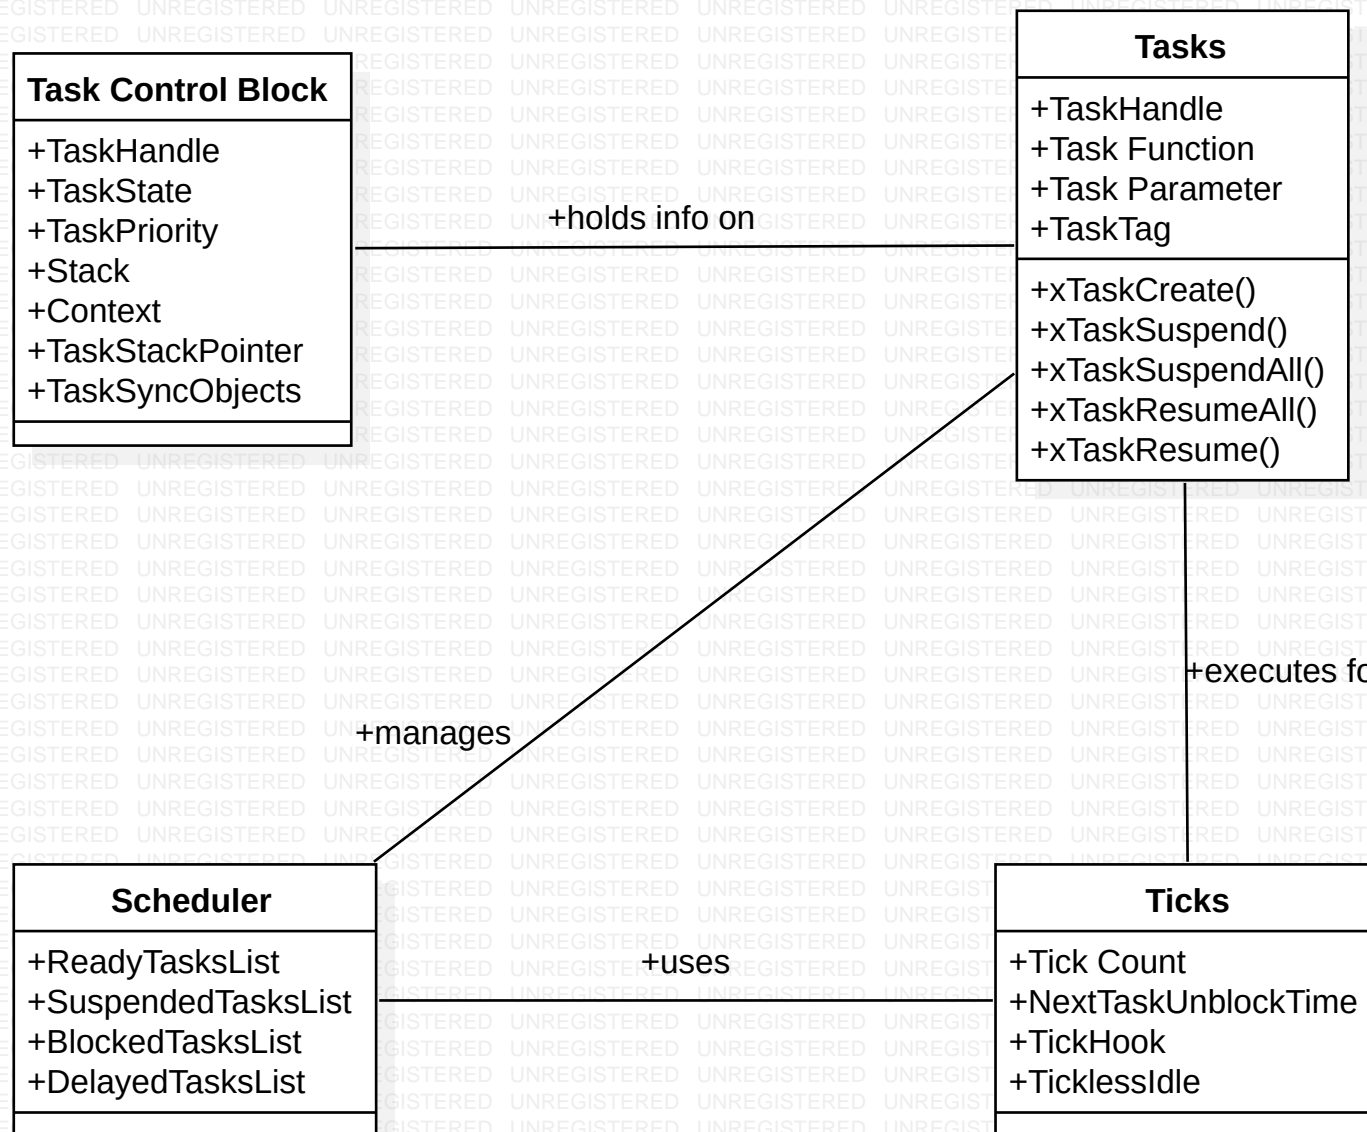 Task Control Block
+TaskHandle
+TaskState
+TaskPriority
+Stack
+Context
+TaskStackPointer
+TaskSyncObjects
+holds info on
Tasks
+TaskHandle
+Task Function
+Task Parameter
+TaskTag
+xTaskCreate()
+xTaskSuspend()
+xTaskSuspendAll()
+xTaskResumeAll()
+xTaskResume()
+executes fo
+manages
Scheduler
+ReadyTasksList
+SuspendedTasksList
+BlockedTasksList
+DelayedTasksList
+uses
Ticks
+Tick Count
+NextTaskUnblockTime
+TickHook
+TicklessIdle
UNREGISTERED